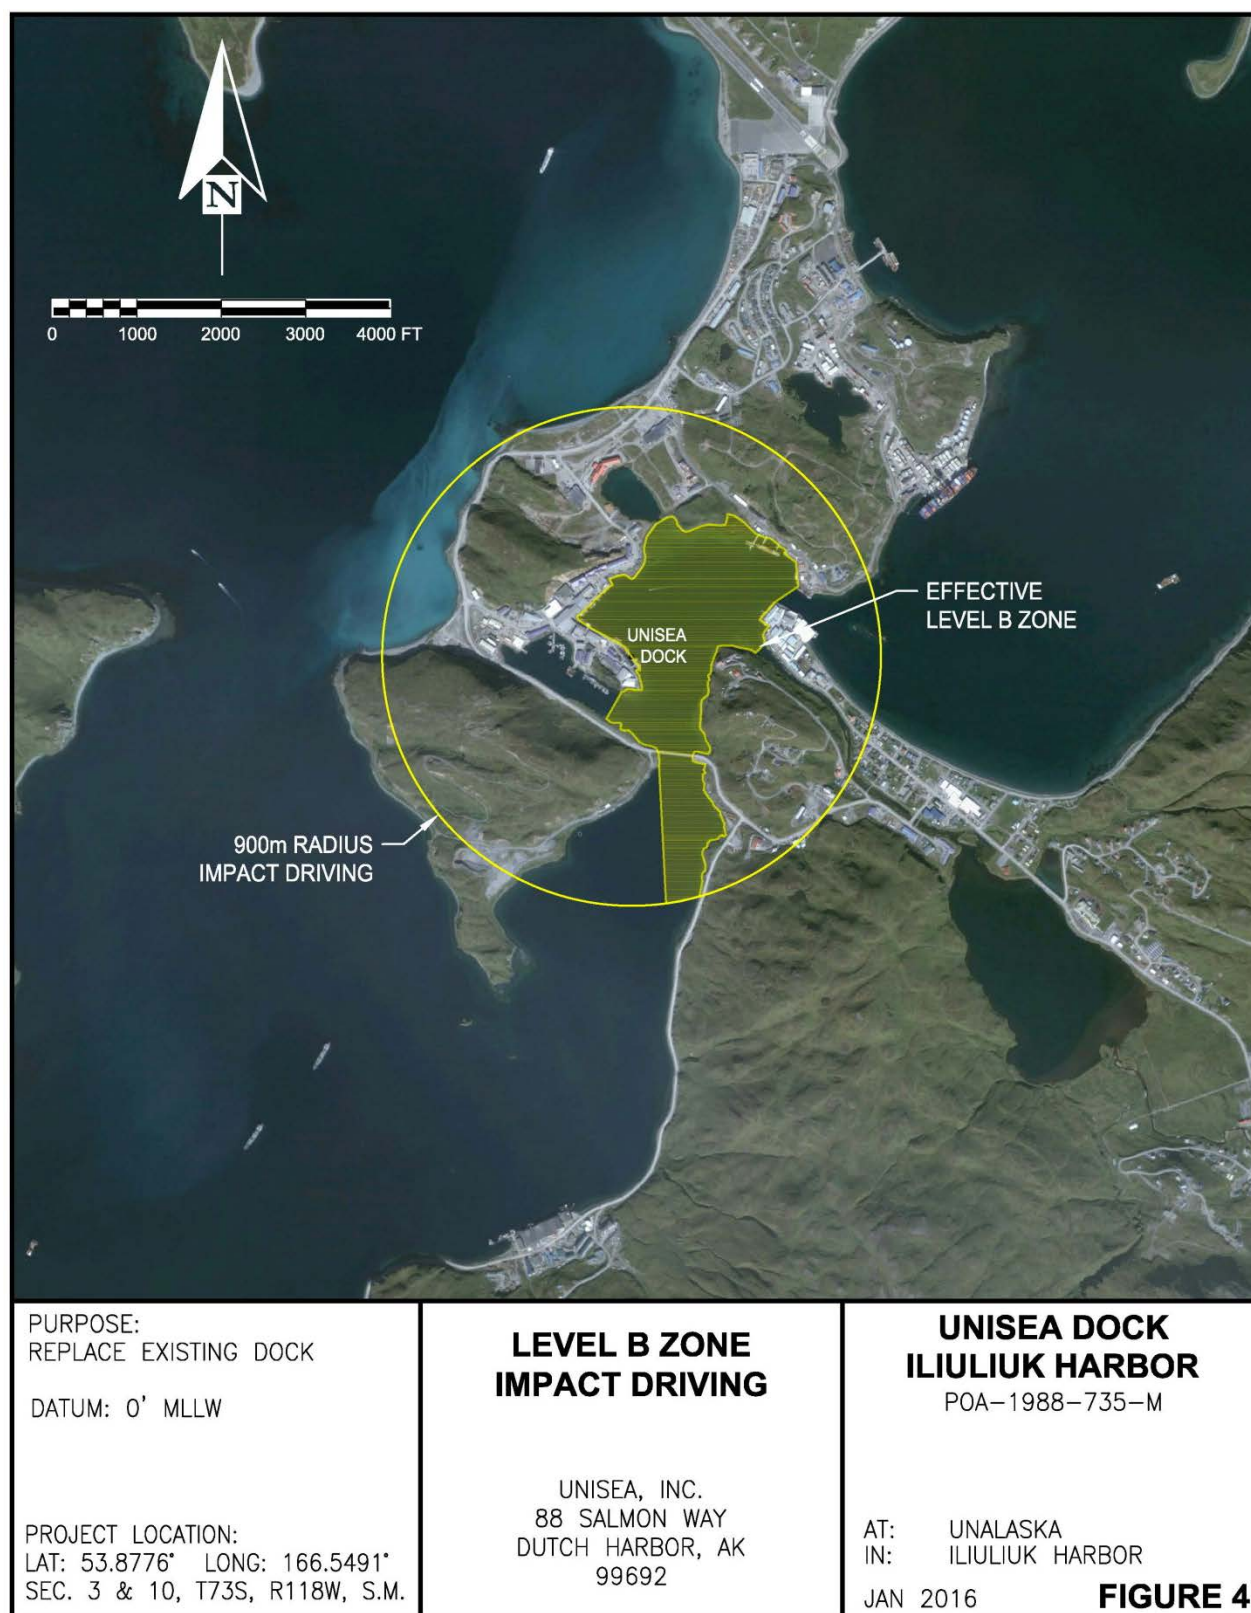 N
0 1000 2000 3000 4000 FT
EFFECTIVE
LEVEL B ZONE
UNISEA
DOCK
900m RADIUS
IMPACT DRIVING
PURPOSE:
REPLACE EXISTING DOCK
DATUM: 0' MLLW
PROJECT LOCATION:
LAT: 53.8776° LONG: 166.5491°
SEC. 3 & 10, T73S, R118W, S.M.
LEVEL B ZONE
IMPACT DRIVING
UNISEA, INC.
88 SALMON WAY
DUTCH HARBOR, AK
99692
UNISEA DOCK
ILIULIUK HARBOR
POA-1988-735-M
AT: UNALASKA
IN: ILIULIUK HARBOR
JAN 2016 FIGURE 4